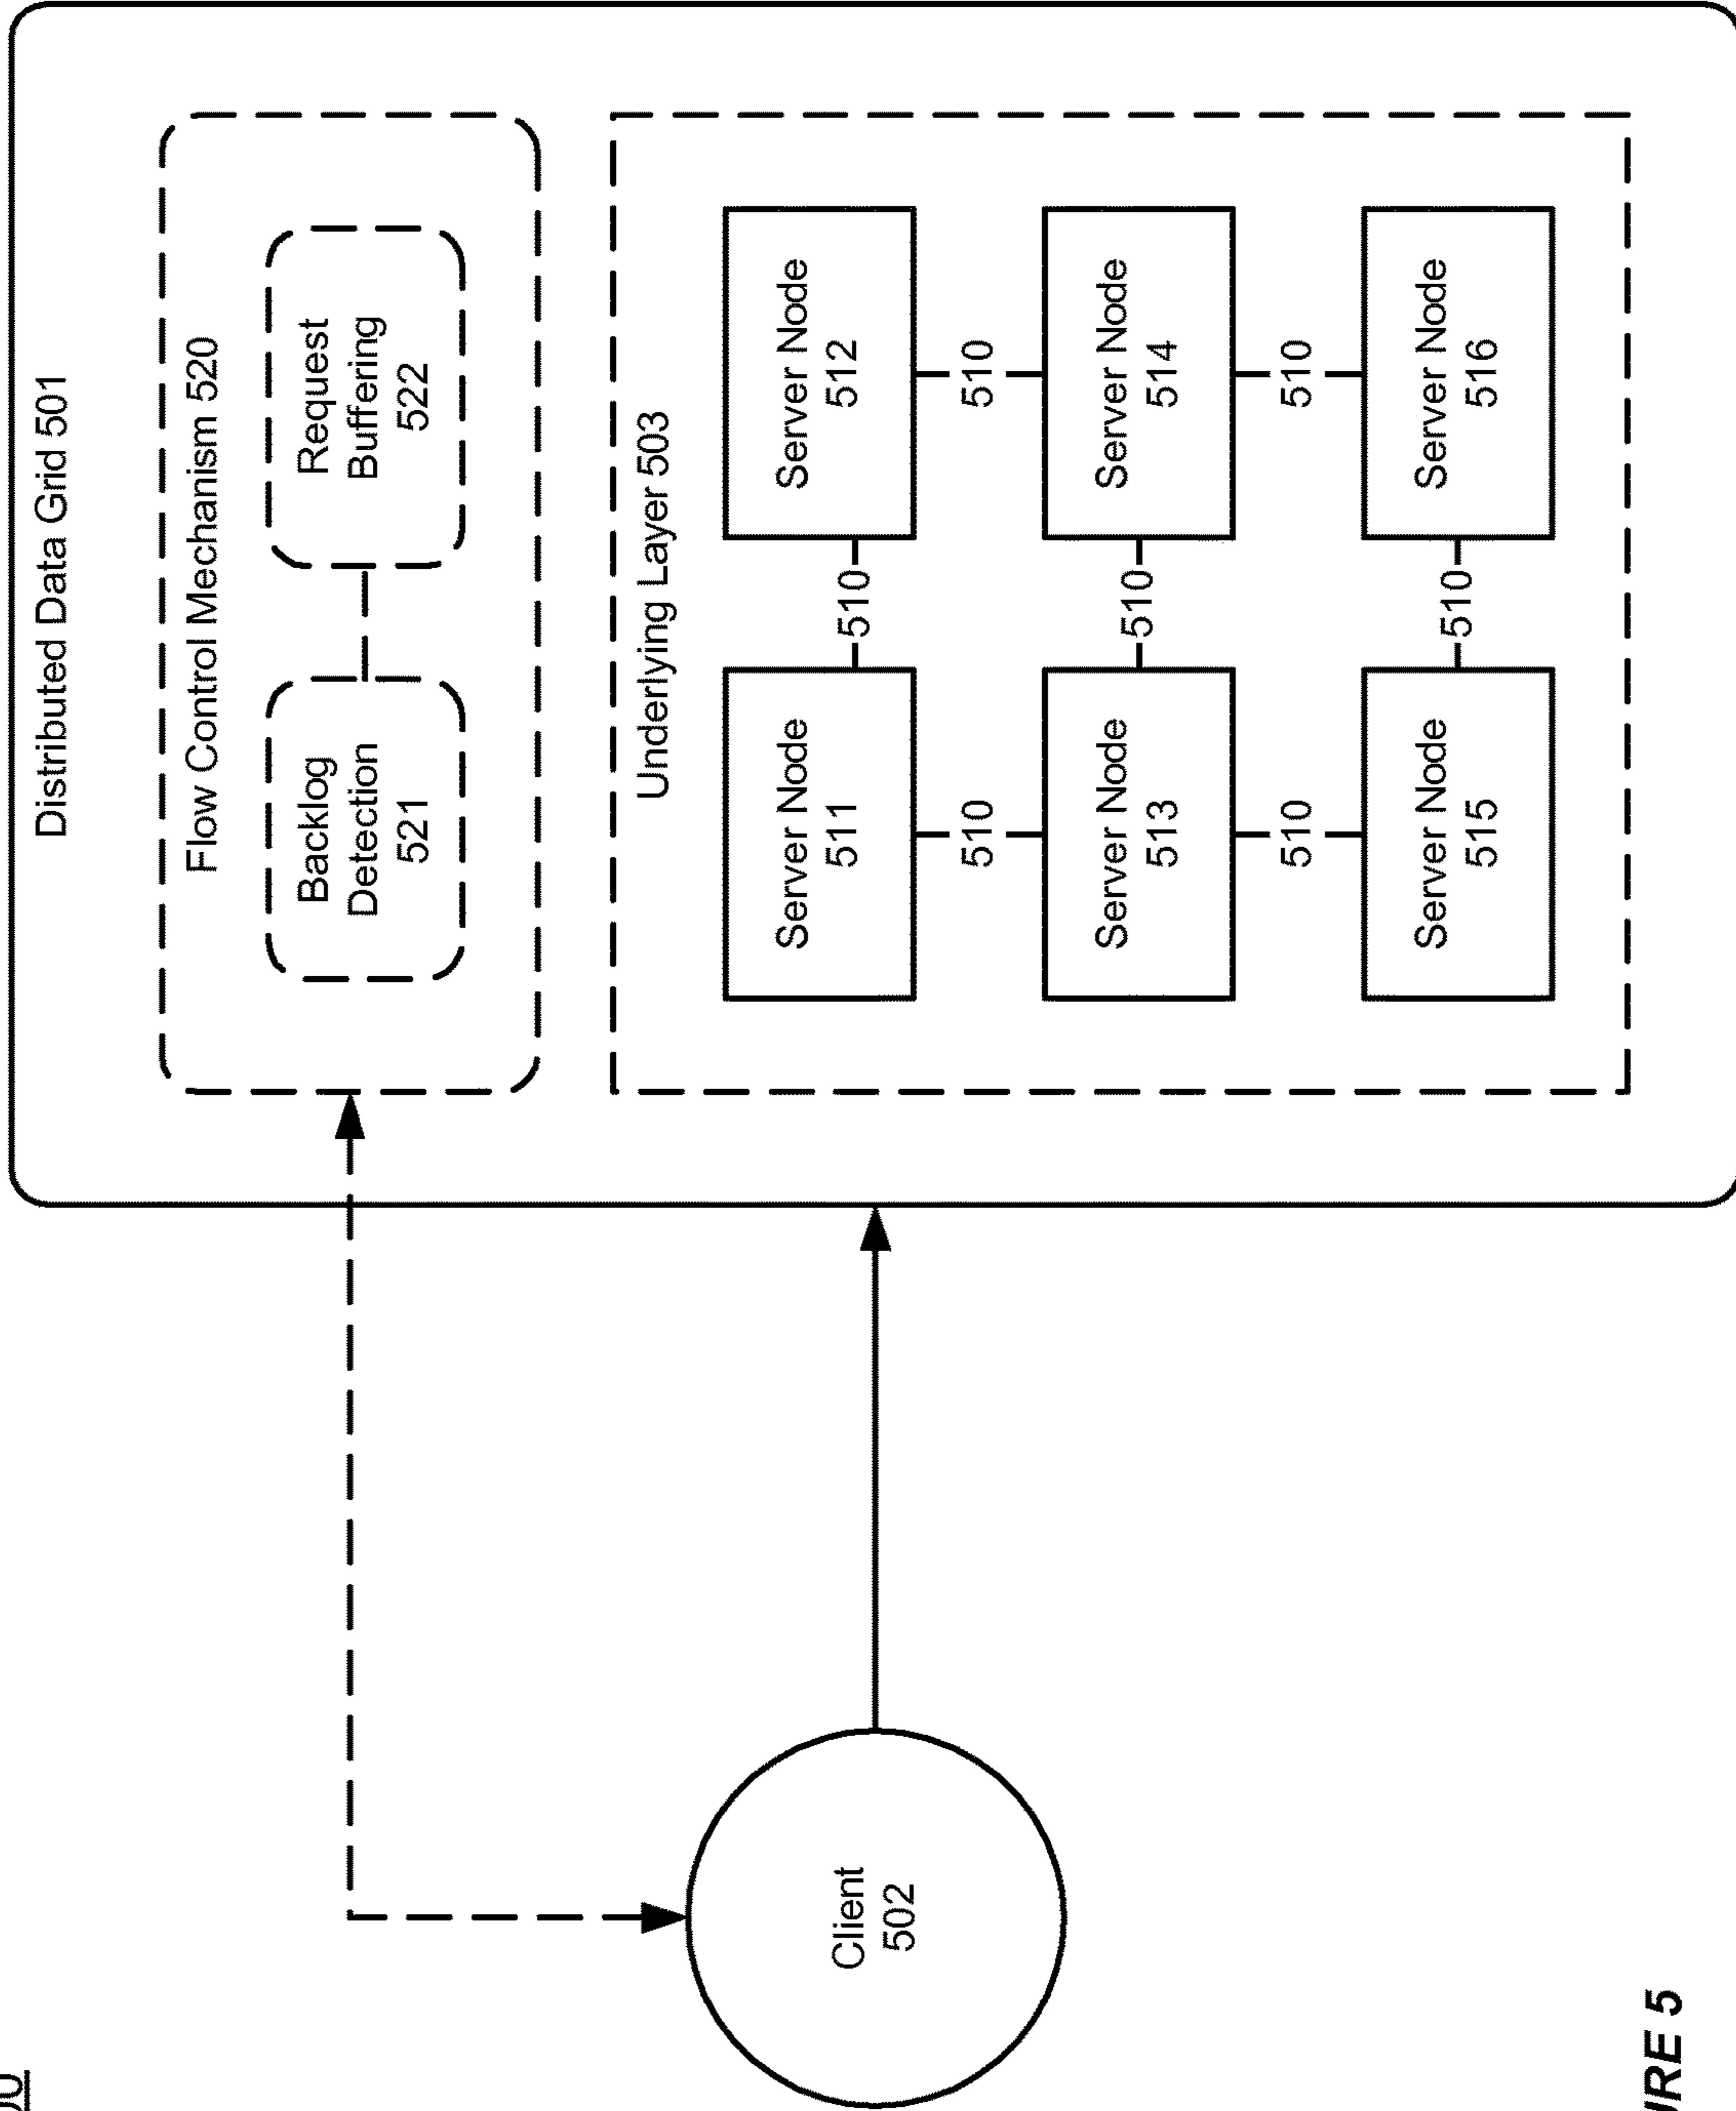 Distributed Data Grid 501
Flow Control Mechanism 520
Backlog
Detection
521
Request
Buffering
522
Underlying Layer 503
Server Node
511
510
Server Node
512
510
510
Server Node
513
510
Server Node
514
510
510
Server Node
515
510
Server Node
516
Client
502
URE 5